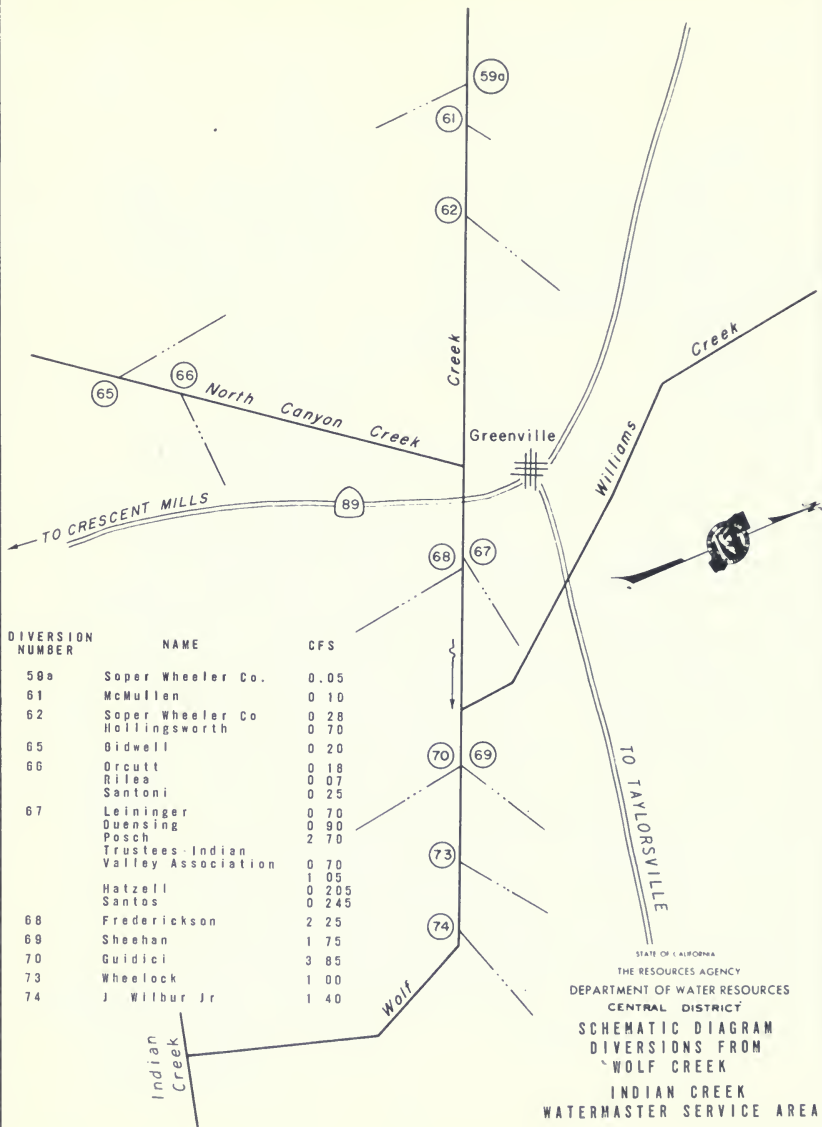 59a
61
62
Creek
Creek
65
66
North Canyon Creek
Greenville
Williams
89
TO CRESCENT MILLS
68
67
DIVERSION NUMBER NAME CFS
59a Soper Wheeler Co. 0.05
61 McMullen 0 10
62 Soper Wheeler Co 0 28
Hollingsworth 0 70
65 Bidwell 0 20
66 Orcutt 0 18
Rilea 0 07
Santoni 0 25
67 Leininger 0 70
Duensing 0 90
Posch 2 70
Trustees Indian
Valley Association 0 70
1 05
Hatzell 0 205
Santos 0 245
68 Frederickson 2 25
69 Sheehan 1 75
70 Guidici 3 85
73 Wheelock 1 00
74 J Wilbur Jr 1 40
70
69
73
74
TO TAYLORSVILLE
Wolf
Indian
Creek
STATE OF CALIFORNIA
THE RESOURCES AGENCY
DEPARTMENT OF WATER RESOURCES
CENTRAL DISTRICT
SCHEMATIC DIAGRAM
DIVERSIONS FROM
WOLF CREEK
INDIAN CREEK
WATERMASTER SERVICE AREA